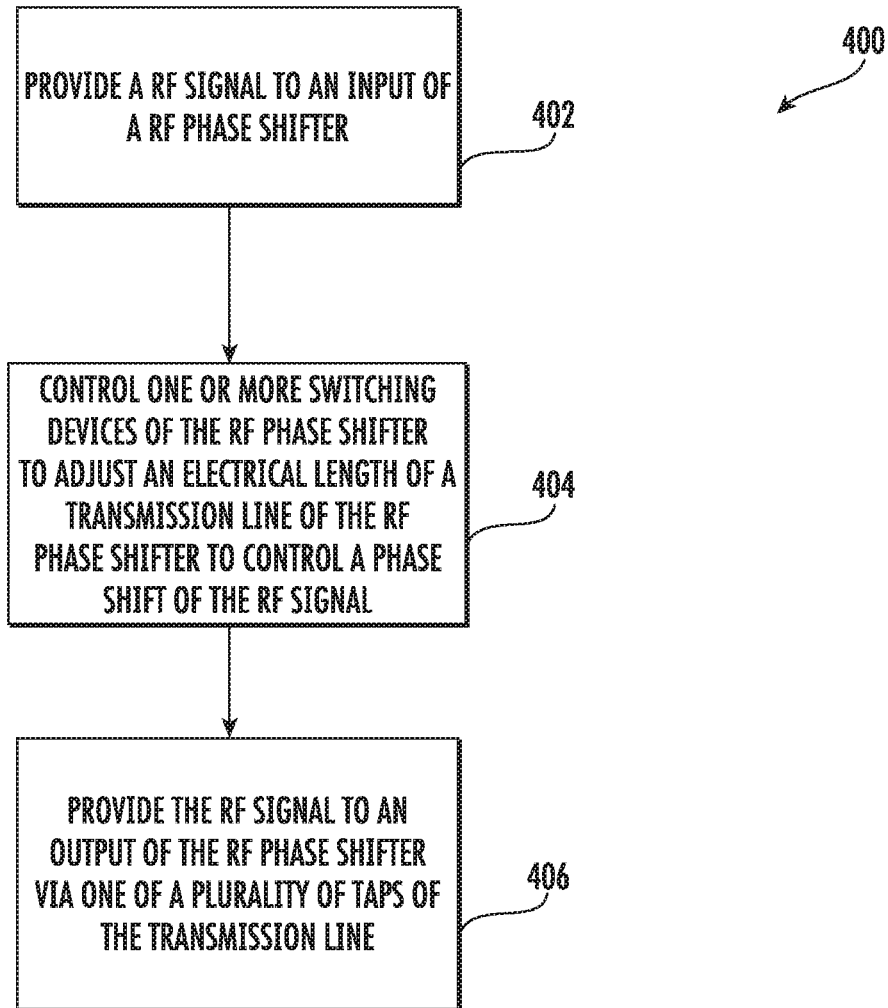 400
PROVIDE A RF SIGNAL TO AN INPUT OF
A RF PHASE SHIFTER
402
CONTROL ONE OR MORE SWITCHING
DEVICES OF THE RF PHASE SHIFTER
TO ADJUST AN ELECTRICAL LENGTH OF A
TRANSMISSION LINE OF THE RF
PHASE SHIFTER TO CONTROL A PHASE
SHIFT OF THE RF SIGNAL
404
PROVIDE THE RF SIGNAL TO AN
OUTPUT OF THE RF PHASE SHIFTER
VIA ONE OF A PLURALITY OF TAPS OF
THE TRANSMISSION LINE
406